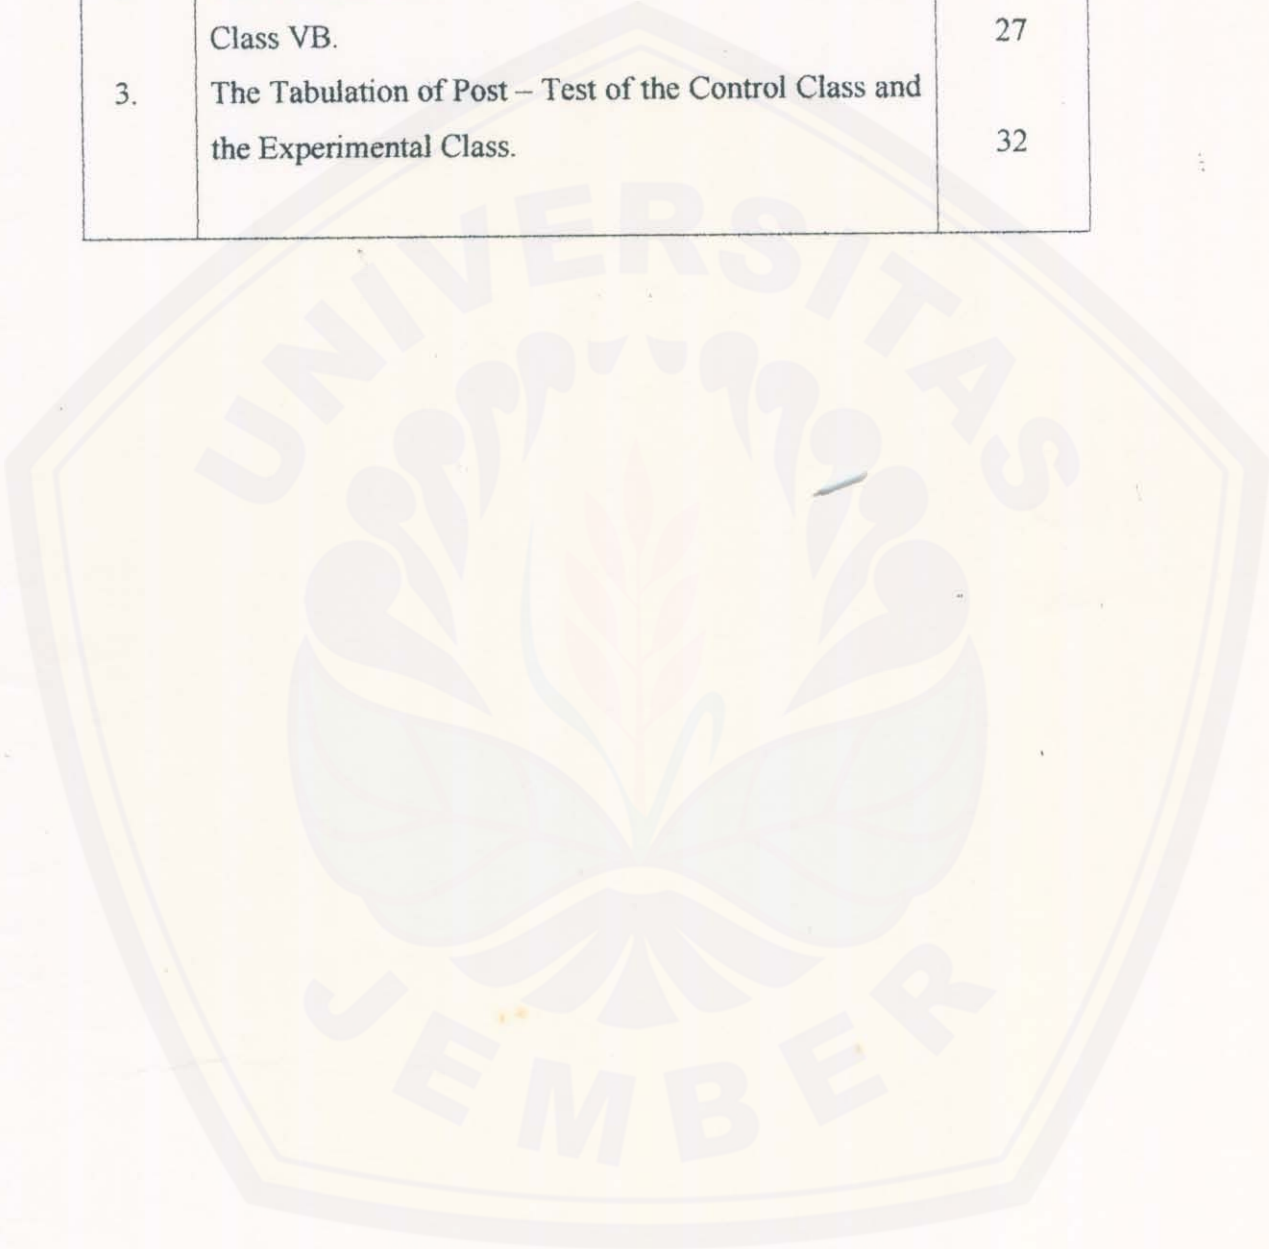 Class VB. 27
3. The Tabulation of Post – Test of the Control Class and
the Experimental Class. 32
UNIVERSITAS
JEMBER